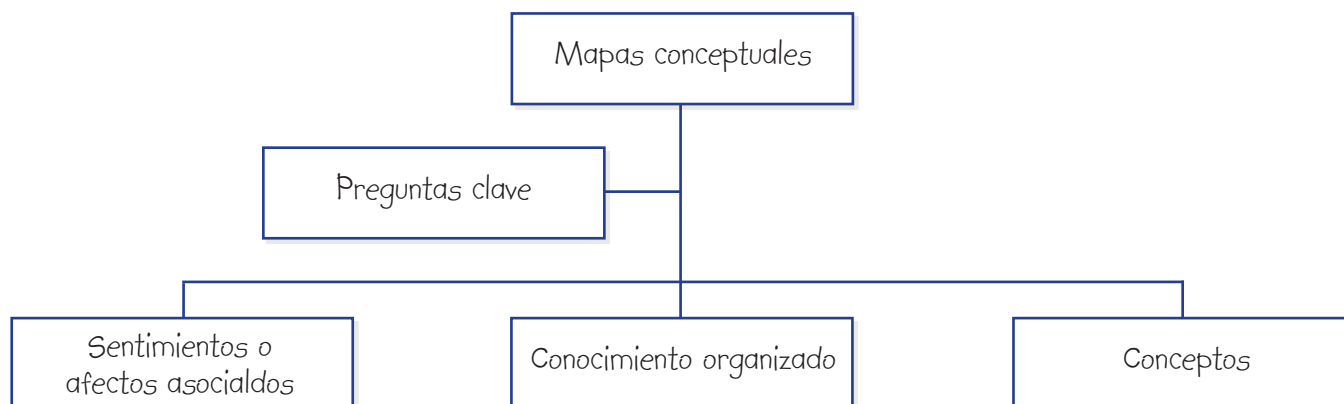 Mapas conceptuales
Preguntas clave
Sentimientos o
afectos asocialdos
Conocimiento organizado
Conceptos